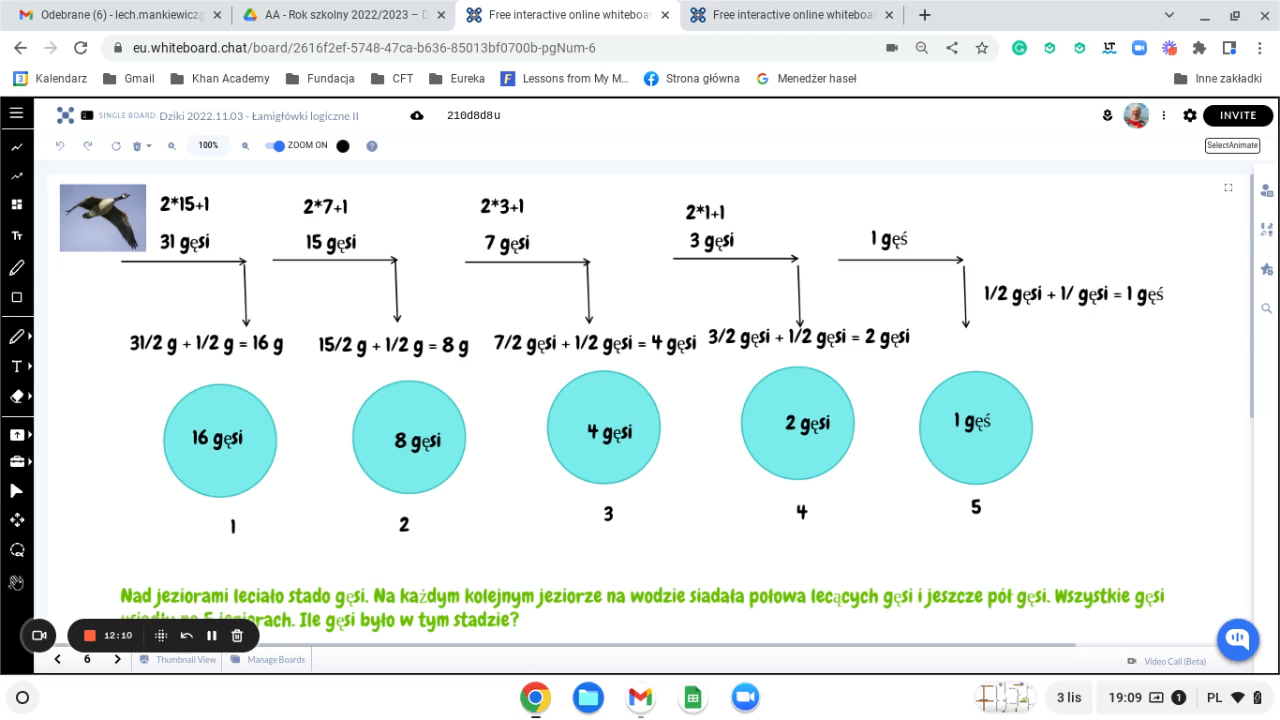 Odebrane (6) - lech.mankiewicz@
AA - Rok szkolny 2022/2023 –
Free interactive online whiteboa
Free interactive online whiteboar
eu.whiteboard.chat/board/2616f2ef-5748-47ca-b636-85013bf0700b-pgNum-6
Kalendarz
Gmail
Khan Academy
Fundacja
CFT
Eureka
Lessons from My M...
Strona główna
Menedżer haseł
Inne zakładki
SINGLE BOARD: Dziki 2022.11.03 - Łamigłówki logiczne II
210d8d8u
INVITE
100%
ZOOM ON
SelectAnimate
2*15+1
2*7+1
2*3+1
2*1+1
31 gęsi
15 gęsi
7 gęsi
3 gęsi
1 gęś
1/2 gęsi + 1/ gęsi = 1 gęś
31/2 g + 1/2 g = 16 g
15/2 g + 1/2 g = 8 g
7/2 gęsi + 1/2 gęsi = 4 gęsi
3/2 gęsi + 1/2 gęsi = 2 gęsi
16 gęsi
8 gęsi
4 gęsi
2 gęsi
1 gęś
1
2
3
4
5
Nad jeziorami leciało stado gęsi. Na każdym kolejnym jeziorze na wodzie siadała połowa lecących gęsi i jeszcze pół gęsi. Wszystkie gęsi
jeziorach. Ile gęsi było w tym stadzie?
12:10
6
Thumbnail View
Manage Boards
Video Call (Beta)
3 lis
19:09
1
PL